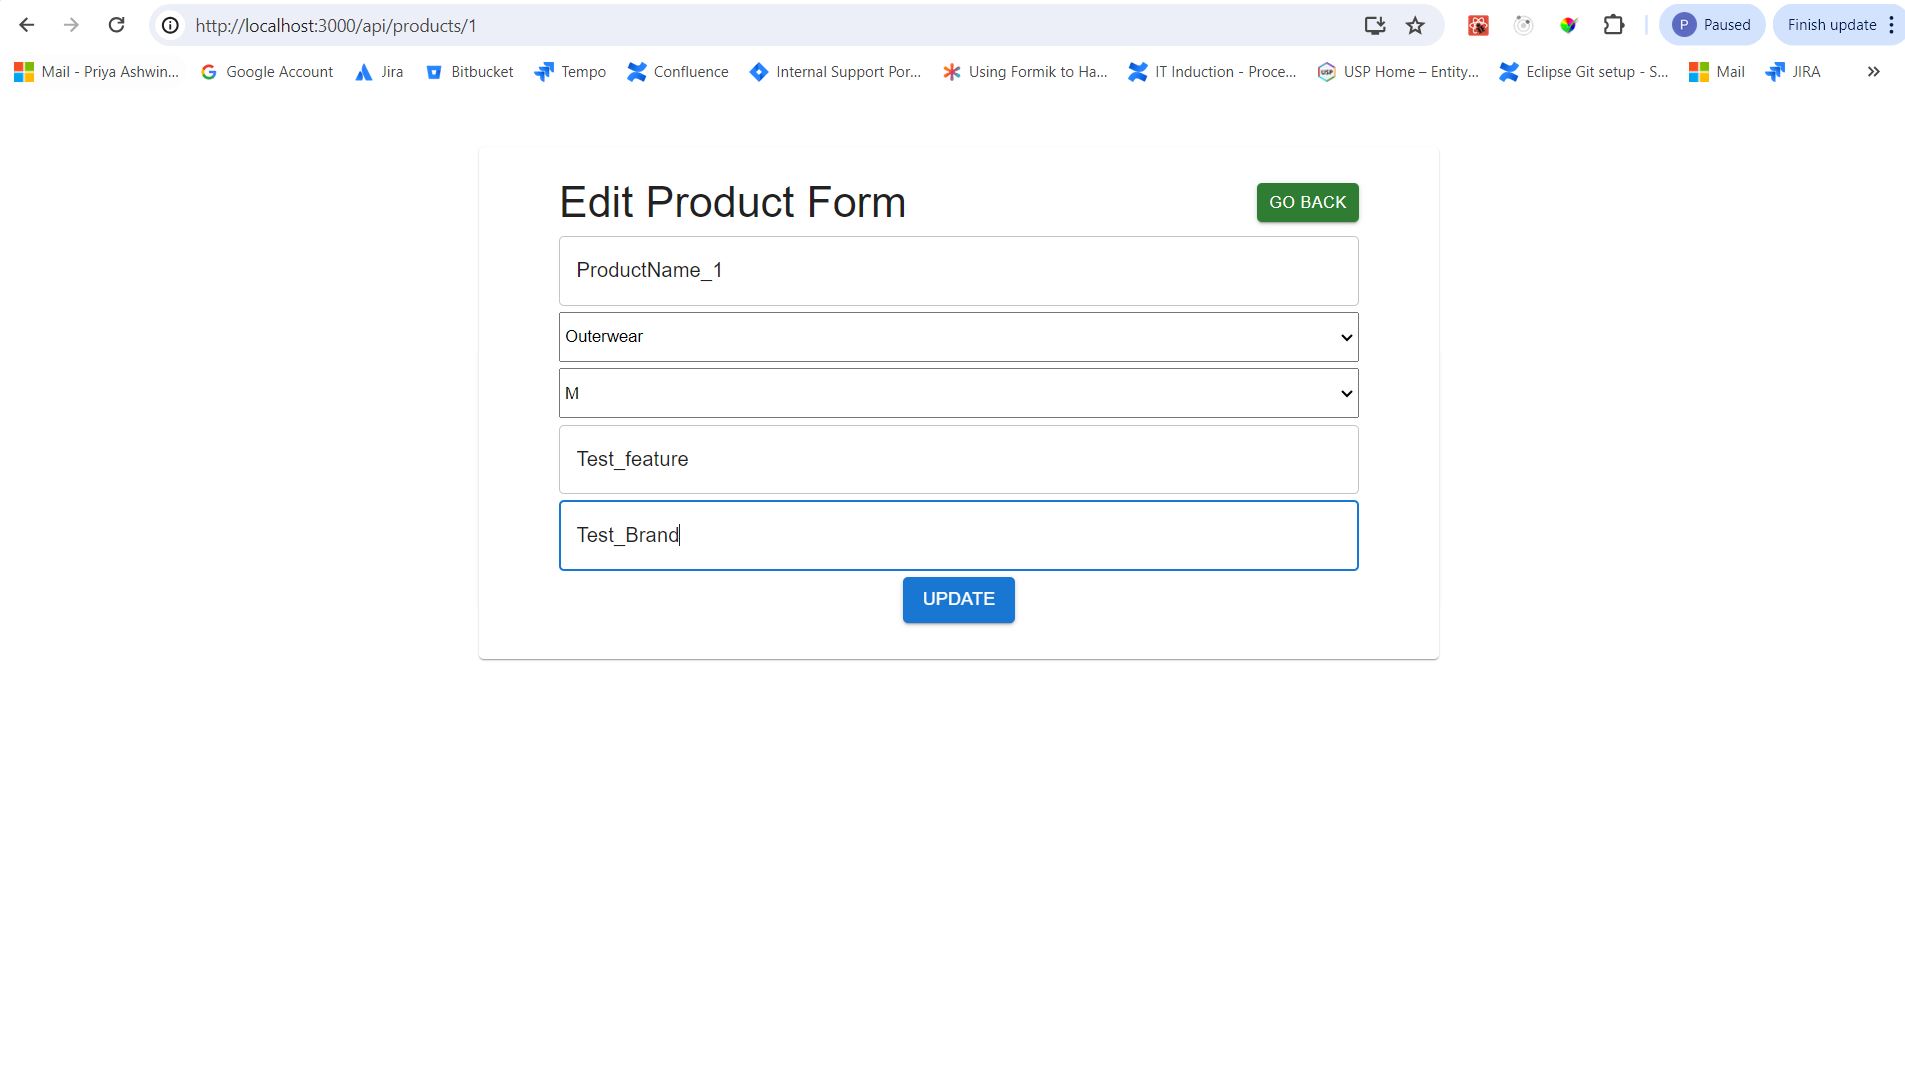 http://localhost:3000/api/products/1
P Paused
Finish update
Mail - Priya Ashwin... Google Account Jira Bitbucket Tempo Confluence Internal Support Por... Using Formik to Ha... IT Induction - Proce... USP USP Home – Entity... Eclipse Git setup - S... Mail JIRA »
Edit Product Form
GO BACK
ProductName_1
Outerwear
M
Test_feature
Test_Brand
UPDATE